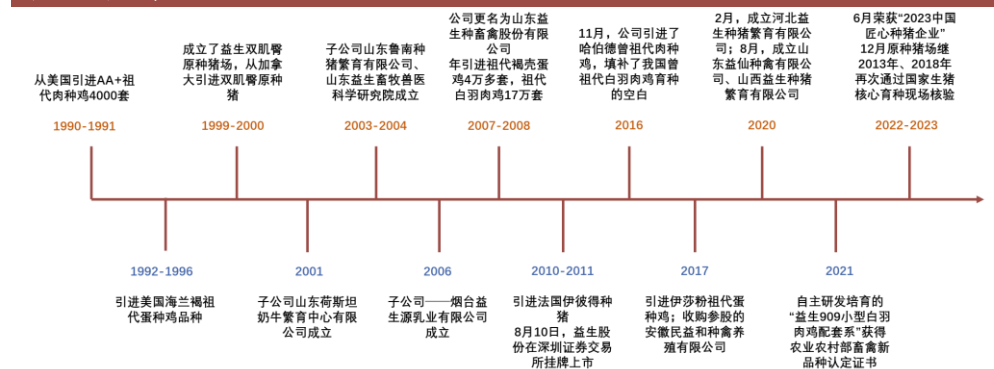 从美国引进AA+祖
代肉种鸡4000套
1990-1991
成立了益生双肌臀
原种猪场，从加拿
大引进双肌臀原种
猪
1999-2000
子公司山东鲁南种
猪繁育有限公司、
山东益生畜牧兽医
科学研究院成立
2003-2004
公司更名为山东益
生种畜禽股份有限
公司
年引进祖代褐壳蛋
鸡4万多套，祖代
白羽肉鸡17万套
2007-2008
11月，公司引进了
哈伯德曾祖代肉种
鸡，填补了我国曾
祖代白羽肉鸡育种
的空白
2016
2月，成立河北益
生种猪繁育有限公
司；8月，成立山
东益仙种禽有限公
司、山西益生种猪
繁育有限公司
2020
6月荣获“2023中国
匠心种猪企业”
12月原种猪场继
2013年、2018年
再次通过国家生猪
核心育种现场核验
2022-2023
1992-1996
引进美国海兰褐祖
代蛋种鸡品种
2001
子公司山东荷斯坦
奶牛繁育中心有限
公司成立
2006
子公司——烟台益
生源乳业有限公司
成立
2010-2011
引进法国伊彼得种
猪
8月10日，益生股
份在深圳证券交易
所挂牌上市
2017
引进伊莎粉祖代蛋
种鸡；收购参股的
安徽民益和种禽养
殖有限公司
2021
自主研发培育的
“益生909小型白羽
肉鸡配套系”获得
农业农村部畜禽新
品种认定证书